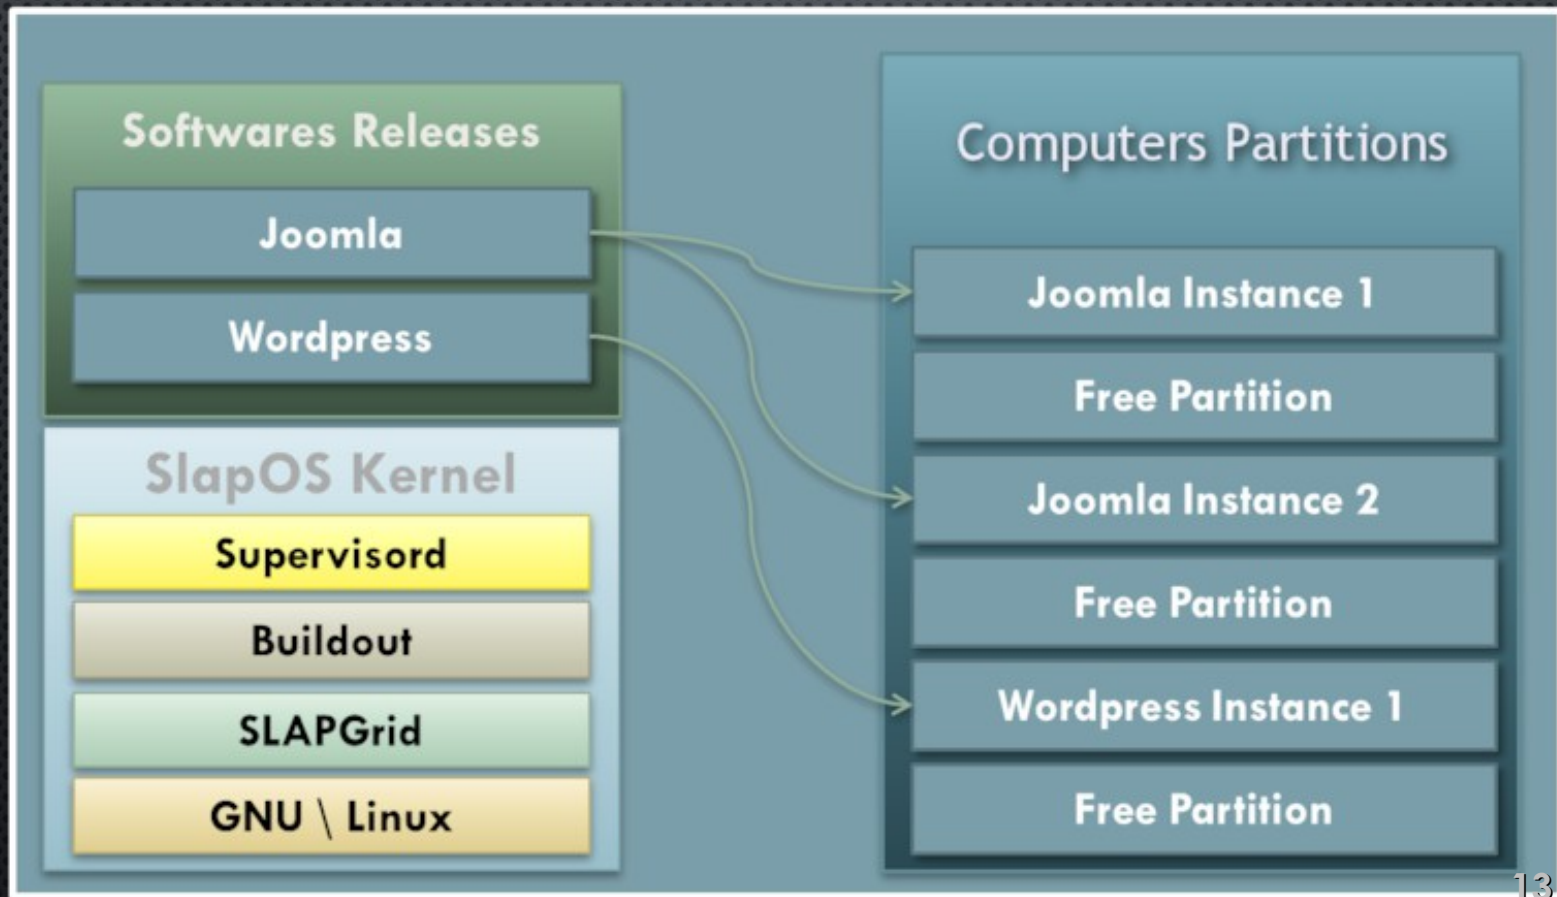 Softwares Releases
Joomla
Wordpress
SlapOS Kernel
Supervisord
Buildout
SLAPGrid
GNU \ Linux
Computers Partitions
Joomla Instance 1
Free Partition
Joomla Instance 2
Free Partition
Wordpress Instance 1
Free Partition
13